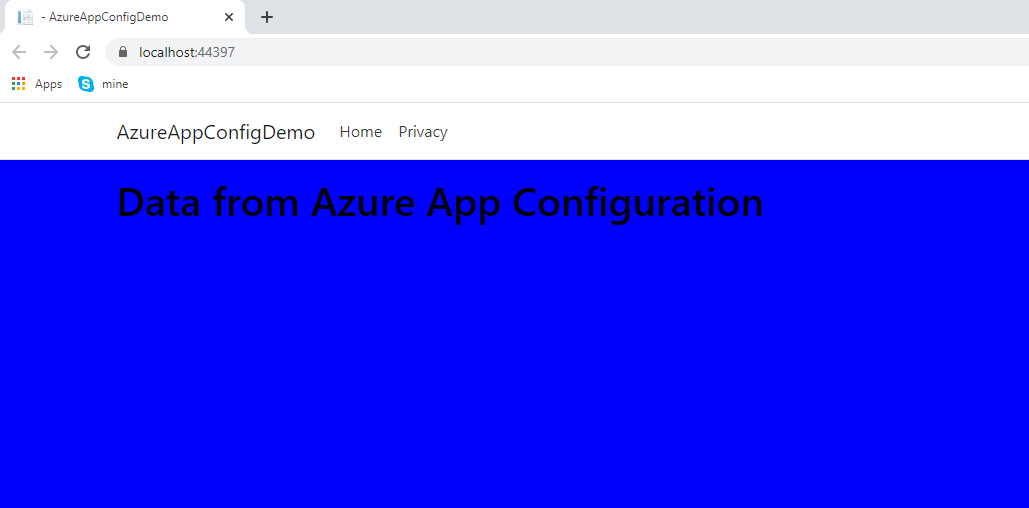 - AzureAppConfigDemo
localhost:44397
Apps mine
AzureAppConfigDemo Home Privacy
Data from Azure App Configuration